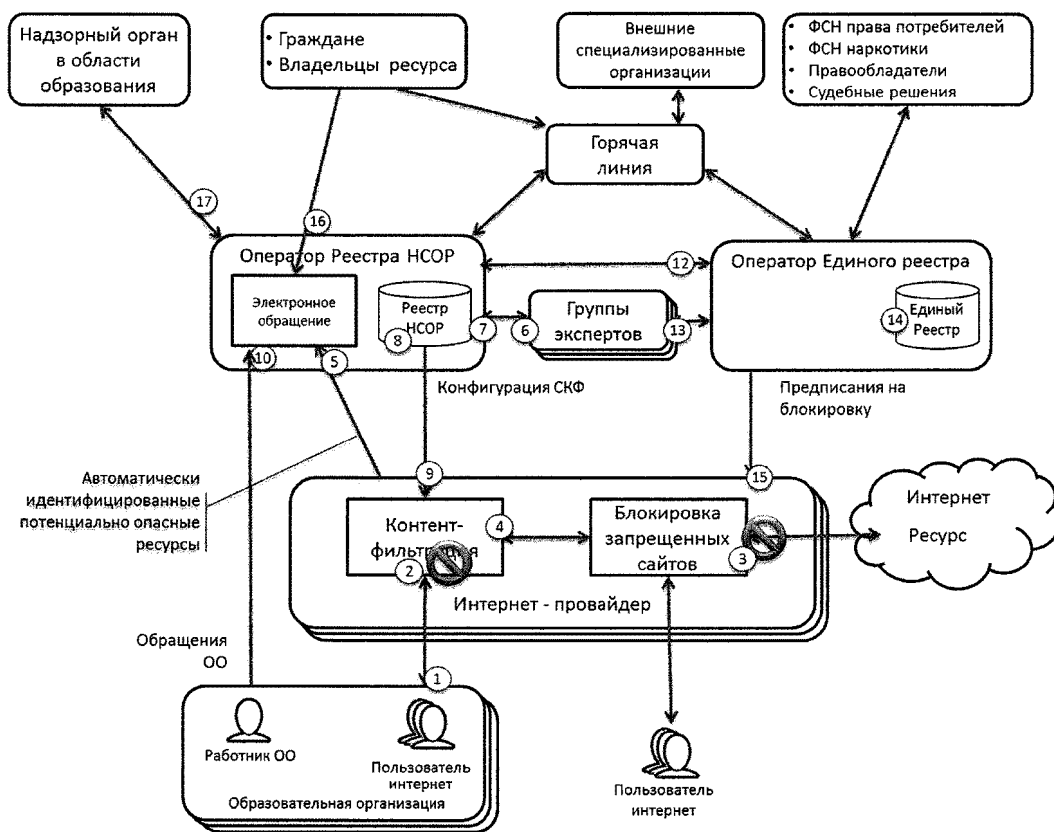 Надзорный орган
в области
образования
• Граждане
• Владельцы ресурса
Внешние
специализированные
организации
• ФСН права потребителей
• ФСН наркотики
• Правообладатели
• Судебные решения
Горячая
линия
17
16
Оператор Реестра НСОР
12
Оператор Единого реестра
Электронное
обращение
Реестр
НСОР
8
7
6
Группы
экспертов
13
14
Единый
Реестр
10
5
Конфигурация СКФ
Предписания на
блокировку
Автоматически
идентифицированные
потенциально опасные
ресурсы
9
15
Контент-
фильтрация
2
4
Блокировка
запрещенных
сайтов
3
Интернет
Ресурс
Интернет - провайдер
Обращения
ОО
1
Работник ОО
Пользователь
интернет
Образовательная организация
Пользователь
интернет